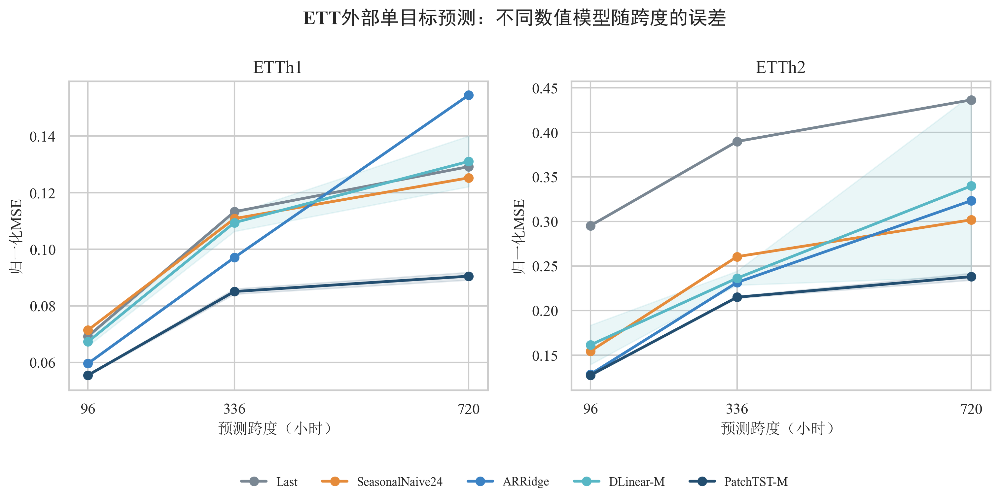 ETT外部单目标预测：不同数值模型随跨度的误差
ETTh1
归一化MSE
0.14
0.12
0.10
0.08
0.06
96
336
720
预测跨度（小时）
ETTh2
归一化MSE
0.45
0.40
0.35
0.30
0.25
0.20
0.15
96
336
720
预测跨度（小时）
Last
SeasonalNaive24
ARRidge
DLinear-M
PatchTST-M